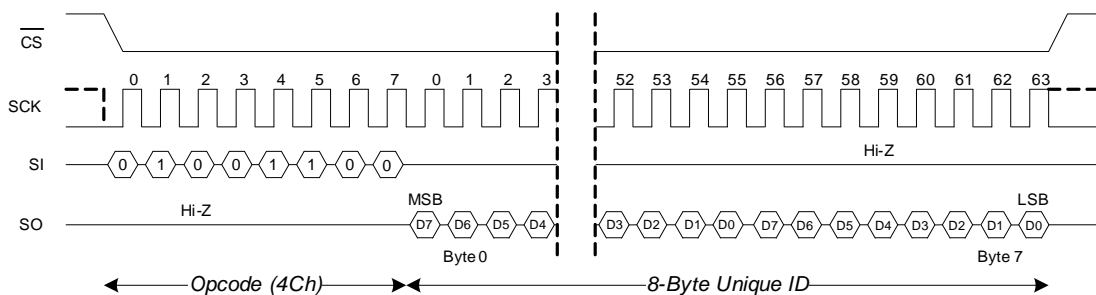 CS
0 1 2 3 4 5 6 7 0 1 2 3 52 53 54 55 56 57 58 59 60 61 62 63
SCK
Hi-Z
SI 0 1 0 0 1 1 0 0
Hi-Z MSB LSB
SO D7 D6 D5 D4 D3 D2 D1 D0 D7 D6 D5 D4 D3 D2 D1 D0
Byte 0 Byte 7
Opcode (4Ch) 8-Byte Unique ID